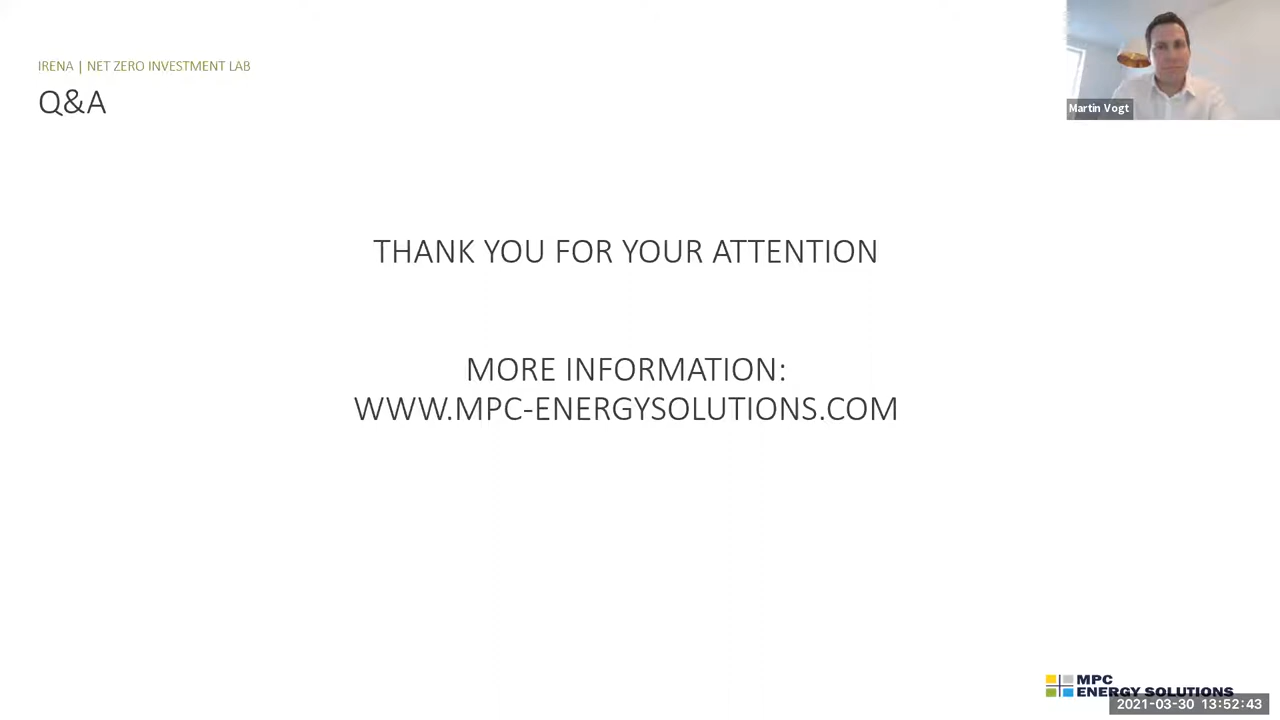 IRENA | NET ZERO INVESTMENT LAB
Q&A
Martin Vogt
THANK YOU FOR YOUR ATTENTION
MORE INFORMATION:
WWW.MPC-ENERGYSOLUTIONS.COM
MPC
ENERGY SOLUTIONS
2021-03-30 13:52:43